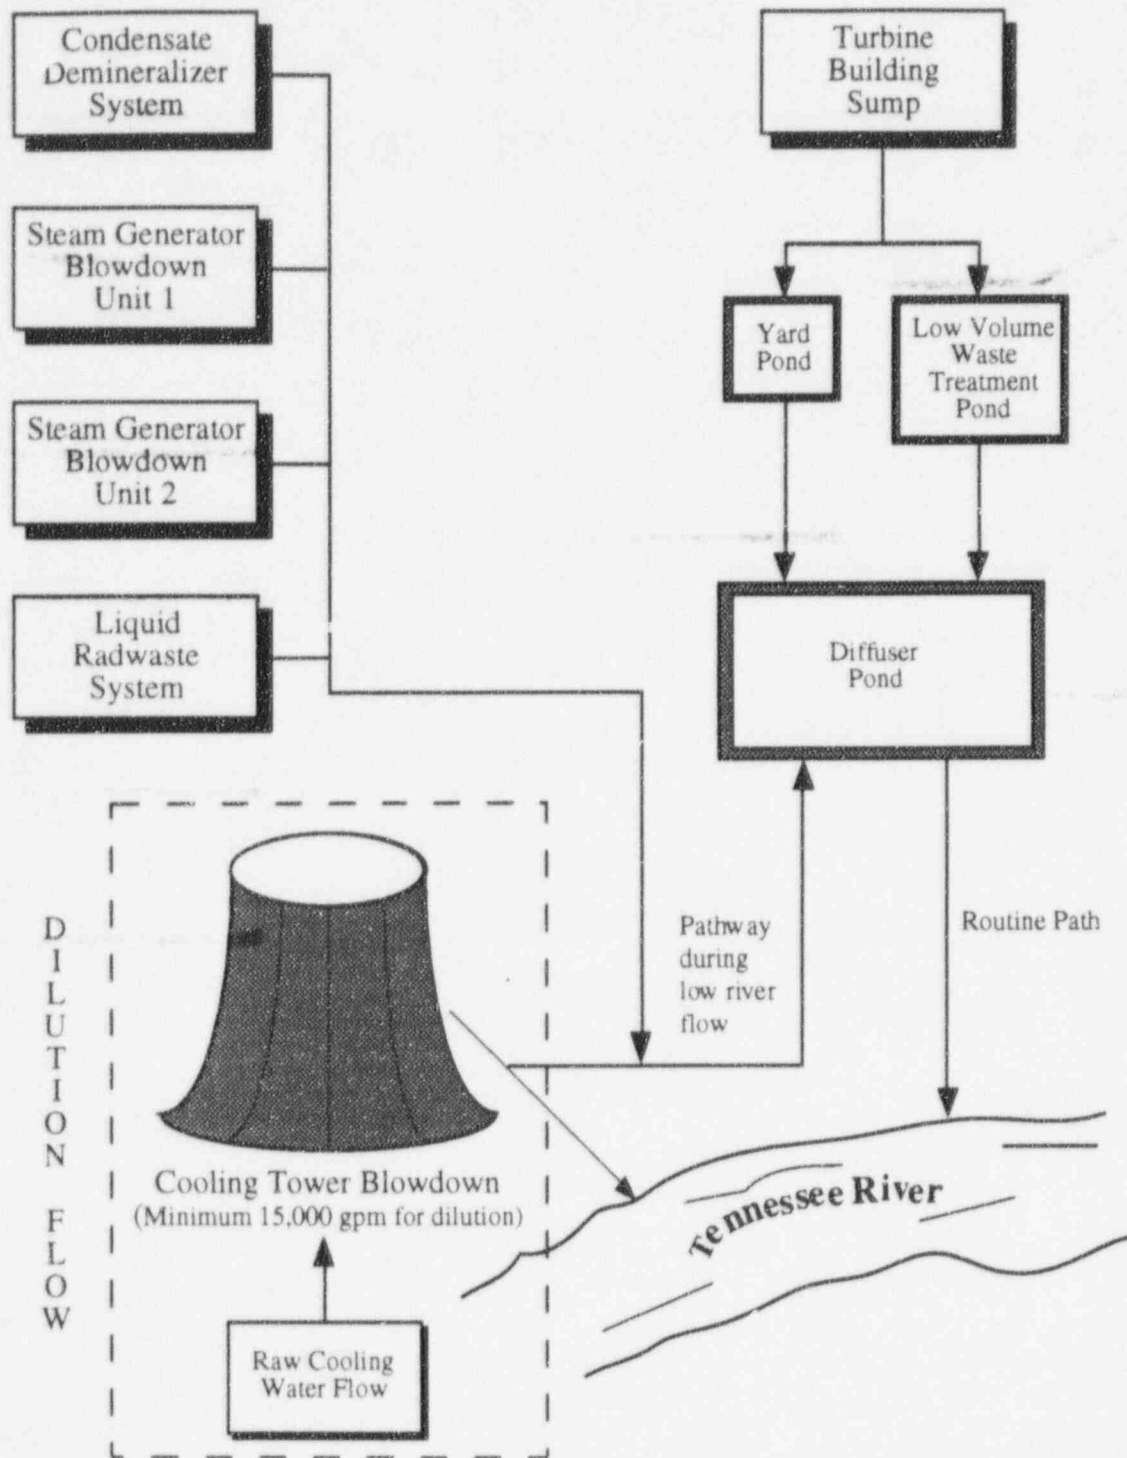 Condensate
Demineralizer
System
Turbine
Building
Sump
Steam Generator
Blowdown
Unit 1
Yard
Pond
Low Volume
Waste
Treatment
Pond
Steam Generator
Blowdown
Unit 2
Liquid
Radwaste
System
Diffuser
Pond
DILUTION FLOW
Pathway
during
low river
flow
Routine Path
Cooling Tower Blowdown
(Minimum 15,000 gpm for dilution)
Tennessee River
Raw Cooling
Water Flow